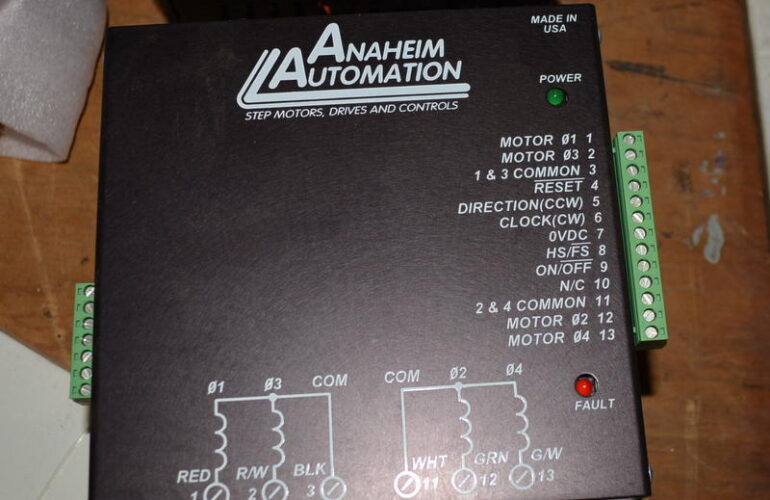 ANAHEIM
AUTOMATION
STEP MOTORS, DRIVES AND CONTROLS
MADE IN
USA
POWER
MOTOR Ø1 1
MOTOR Ø3 2
1 & 3 COMMON 3
RESET 4
DIRECTION(CCW) 5
CLOCK(CW) 6
0VDC 7
HS/FS 8
ON/OFF 9
N/C 10
2 & 4 COMMON 11
MOTOR Ø2 12
MOTOR Ø4 13
FAULT
Ø1 Ø3 COM COM Ø2 Ø4
RED R/W BLK WHT GRN G/W
1 2 3 11 12 13